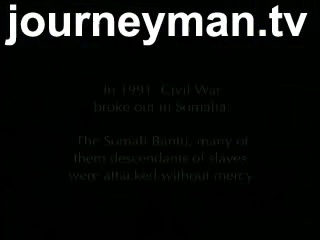 journeyman.tv
In 1991, Civil War
broke out in Somalia.
The Somali Bantu, many of
them descendants of slaves,
were attacked without mercy.